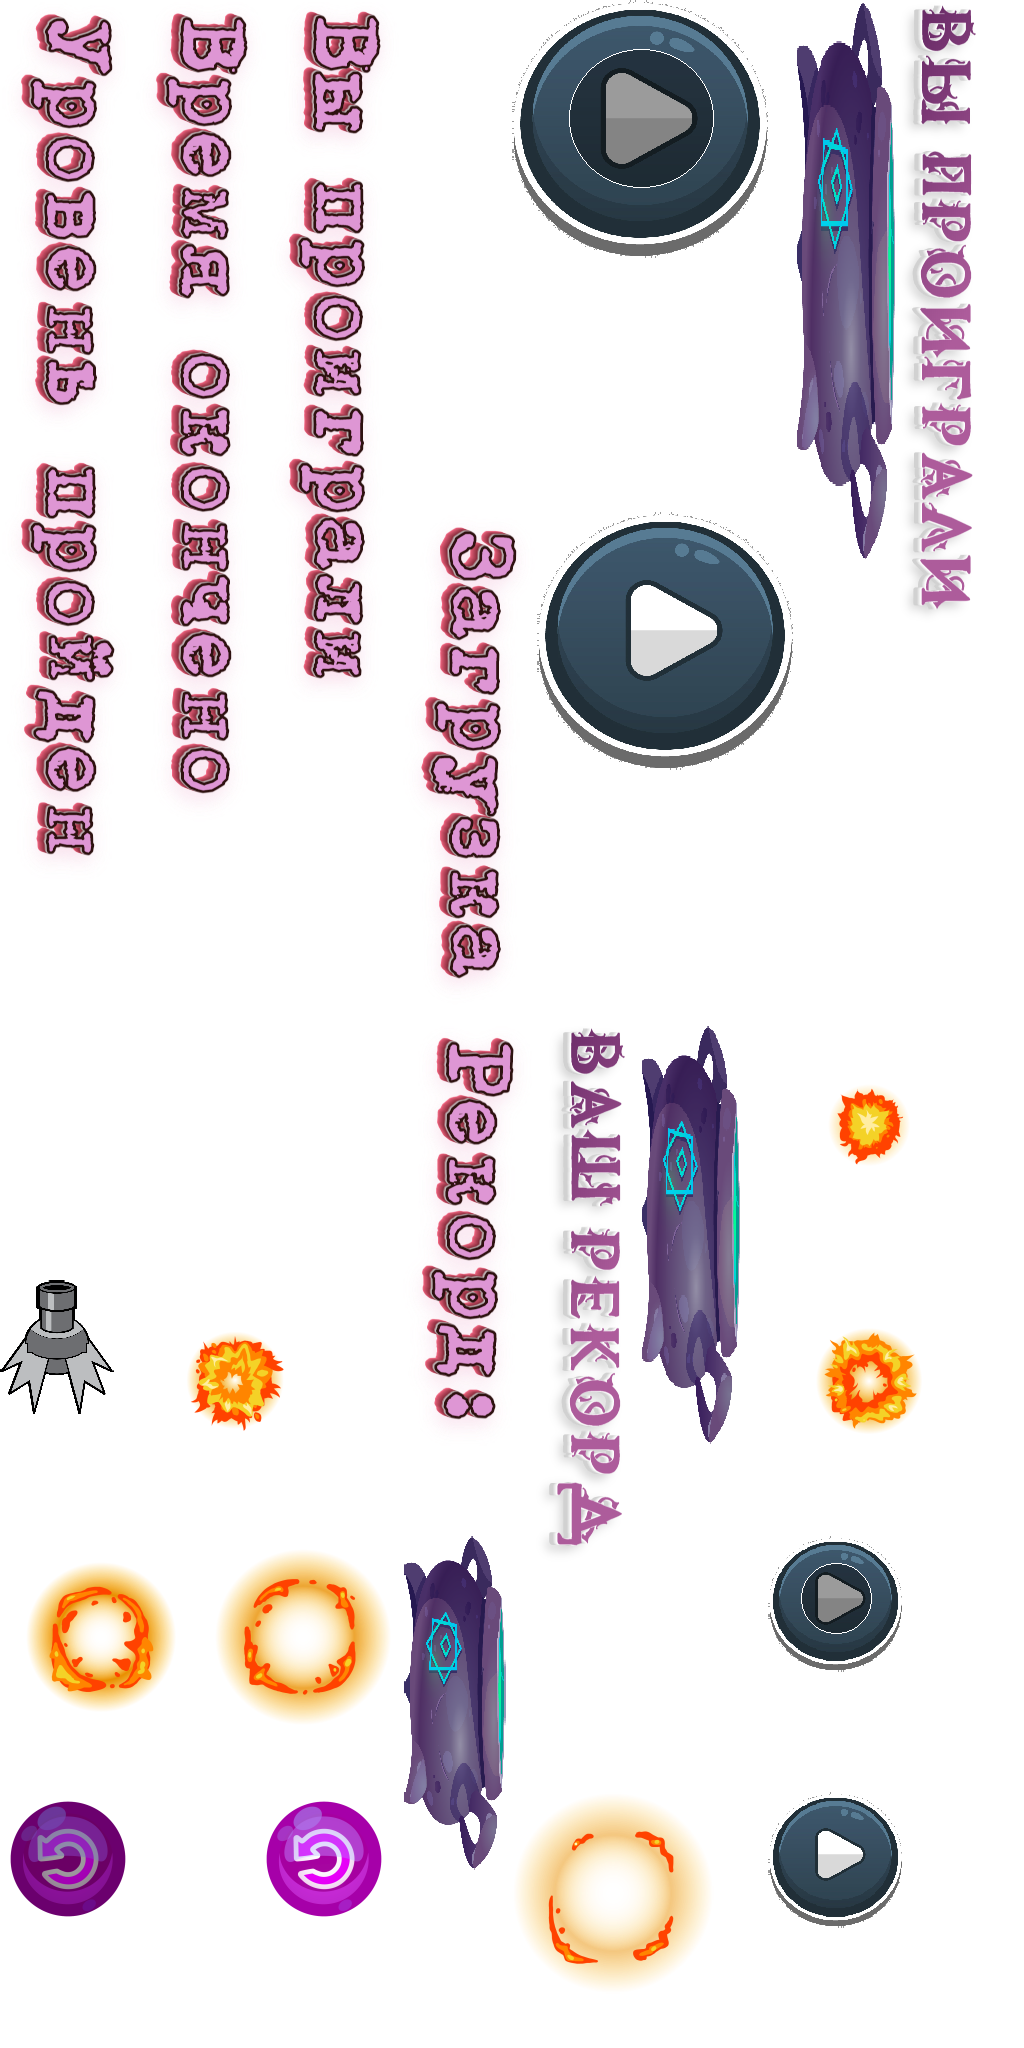 Уровень пройден
Время окончено
Вы проиграли
Загрузка
Рекорд:
ВЫ ПРОИГРАЛИ
ВАШ РЕКОРД